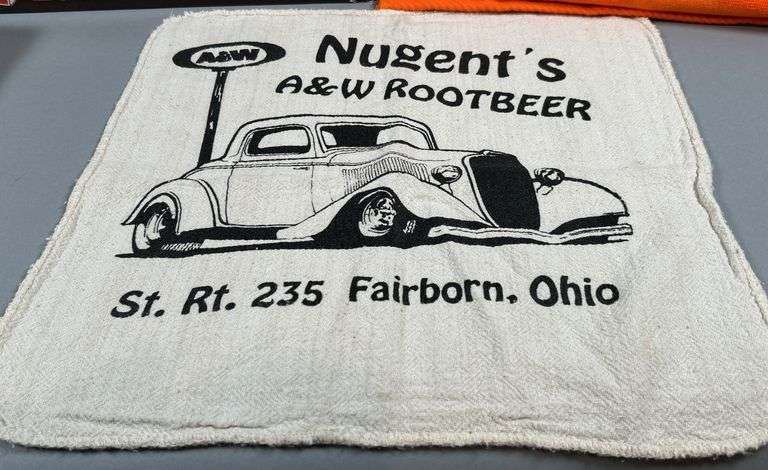 A&W
Nugent's
A&W ROOTBEER
St. Rt. 235 Fairborn, Ohio